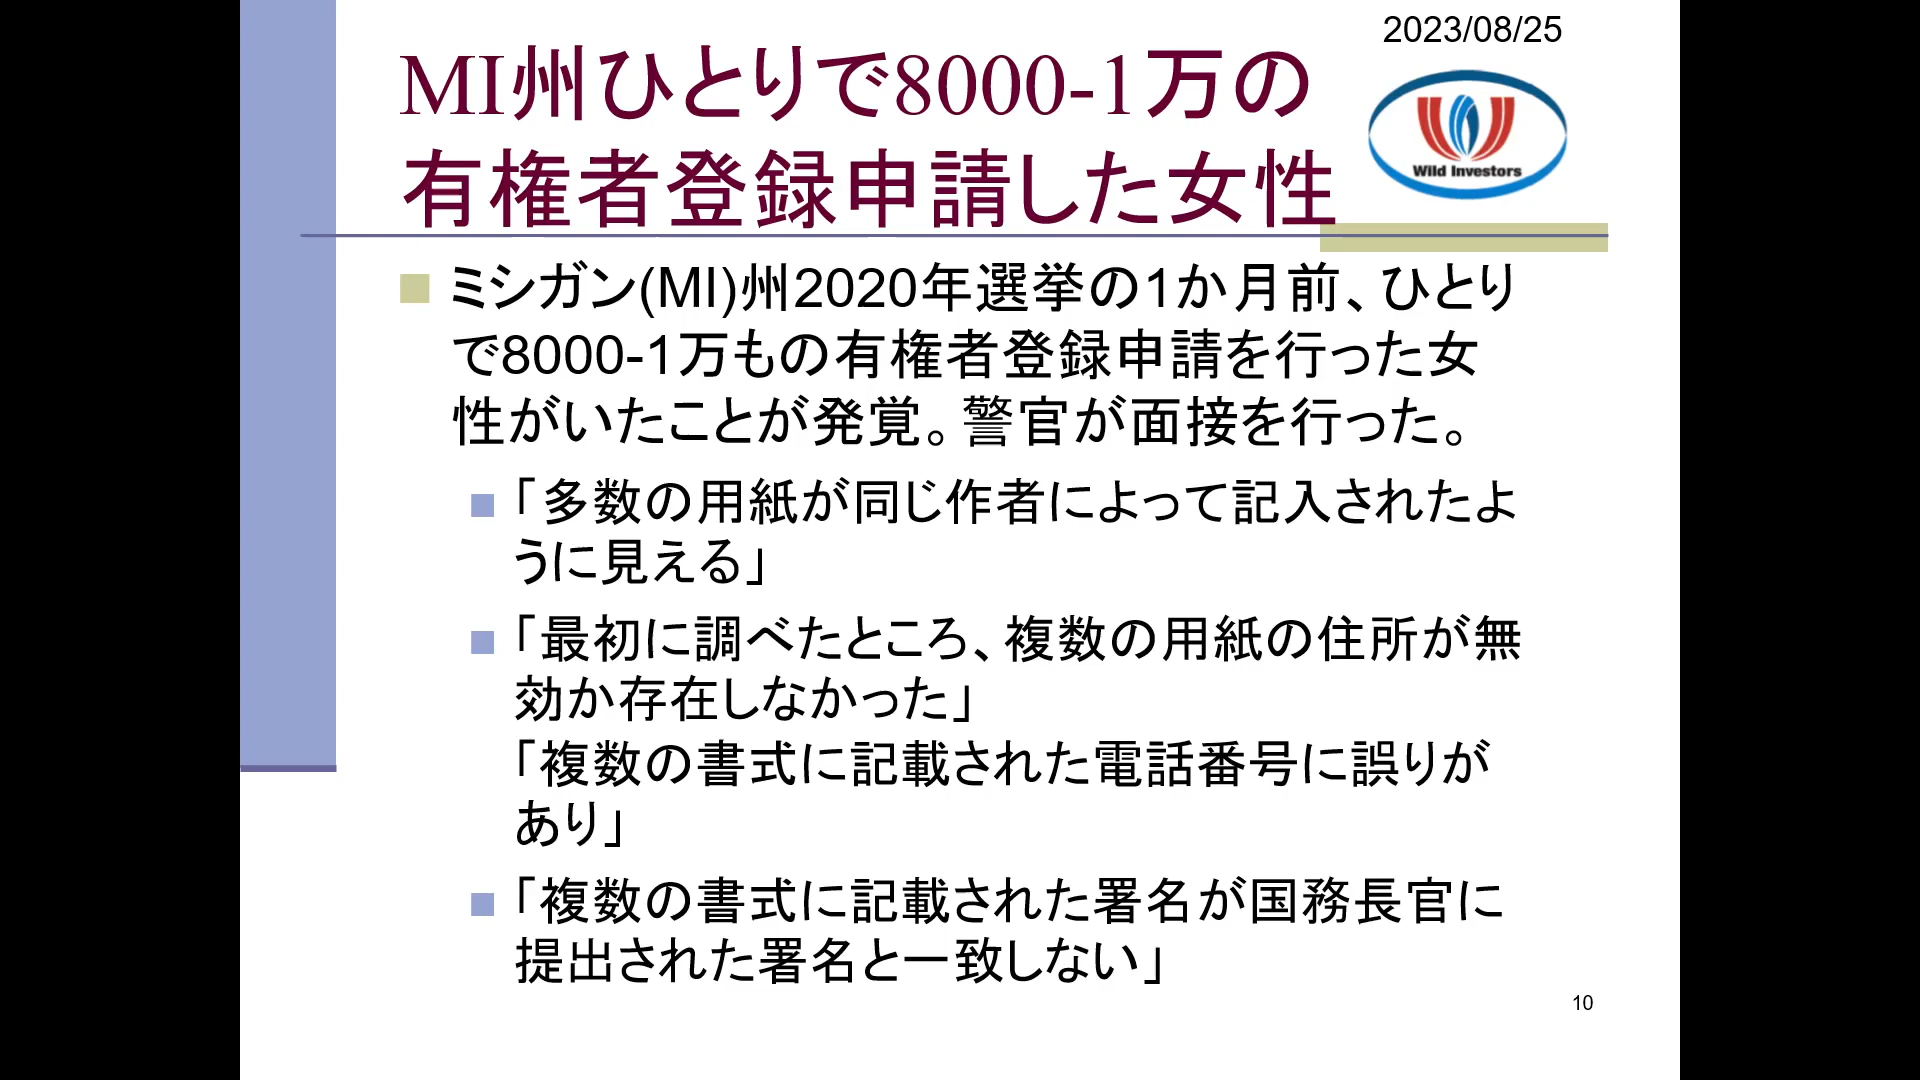 2023/08/25
MI州ひとりで8000-1万の
有権者登録申請した女性
Wild Investors
ミシガン(MI)州2020年選挙の1か月前、ひとり
で8000-1万もの有権者登録申請を行った女
性がいたことが発覚。警官が面接を行った。
「多数の用紙が同じ作者によって記入されたよ
うに見える」
「最初に調べたところ、複数の用紙の住所が無
効か存在しなかった」
「複数の書式に記載された電話番号に誤りが
あり」
「複数の書式に記載された署名が国務長官に
提出された署名と一致しない」
10